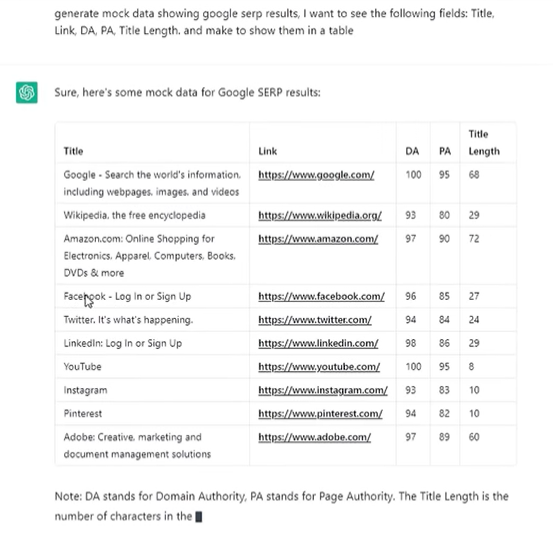 generate mock data showing google serp results, I want to see the following fields: Title,
Link, DA, PA, Title Length. and make to show them in a table
Sure, here's some mock data for Google SERP results:
Title Link DA PA Title Length
Google - Search the world's information, https://www.google.com/ 100 95 68
including webpages, images, and videos
Wikipedia, the free encyclopedia https://www.wikipedia.org/ 93 80 29
Amazon.com: Online Shopping for https://www.amazon.com/ 97 90 72
Electronics, Apparel, Computers, Books,
DVDs & more
Facebook - Log In or Sign Up https://www.facebook.com/ 96 85 27
Twitter. It's what's happening. https://www.twitter.com/ 94 84 24
LinkedIn: Log In or Sign Up https://www.linkedin.com/ 98 86 29
YouTube https://www.youtube.com/ 100 95 8
Instagram https://www.instagram.com/ 93 83 10
Pinterest https://www.pinterest.com/ 94 82 10
Adobe: Creative, marketing and https://www.adobe.com/ 97 89 60
document management solutions
Note: DA stands for Domain Authority, PA stands for Page Authority. The Title Length is the
number of characters in the